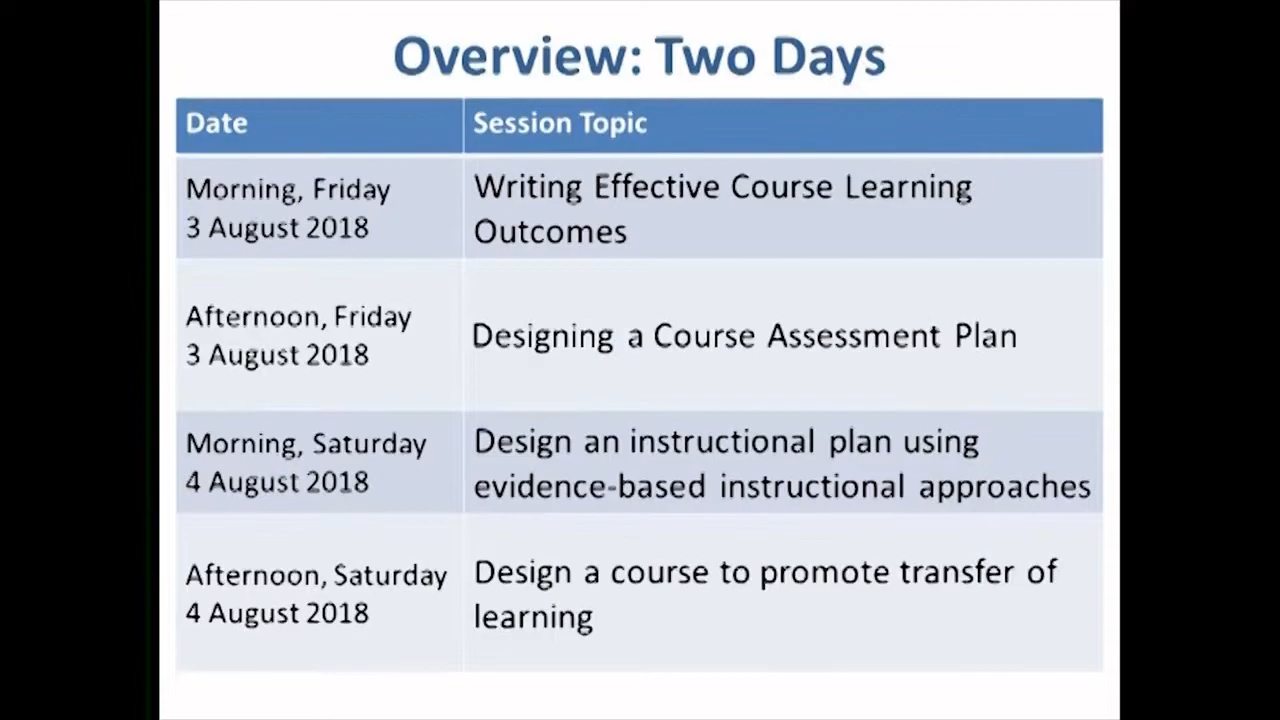 Overview: Two Days
Date
Session Topic
Morning, Friday
3 August 2018
Writing Effective Course Learning
Outcomes
Afternoon, Friday
3 August 2018
Designing a Course Assessment Plan
Morning, Saturday
4 August 2018
Design an instructional plan using
evidence-based instructional approaches
Afternoon, Saturday
4 August 2018
Design a course to promote transfer of
learning